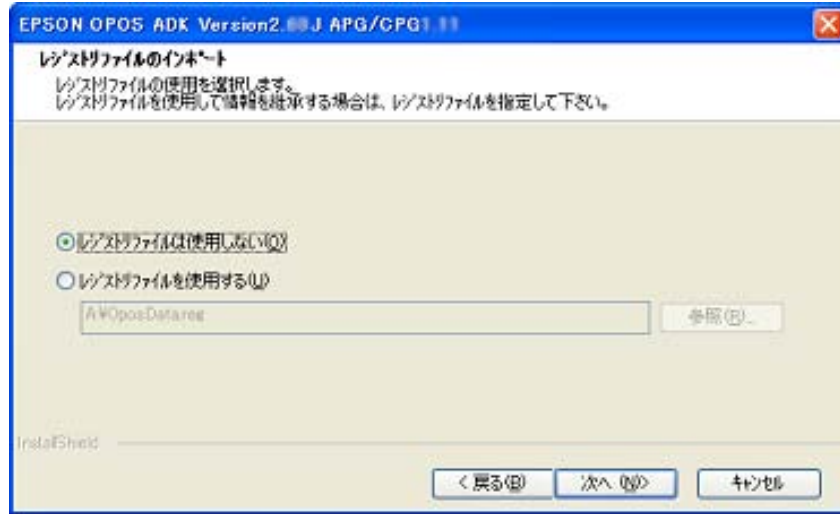 EPSON OPOS ADK Version2. J APG/CPG
レジストリファイルのインポート
レジストリファイルの使用を選択します。
レジストリファイルを使用して情報を継承する場合は、レジストリファイルを指定して下さい。
レジストリファイルは使用しない(O)
レジストリファイルを使用する(U)
A:¥OposData.reg
参照(R)...
InstallShield
< 戻る(B)
次へ (N)>
キャンセル